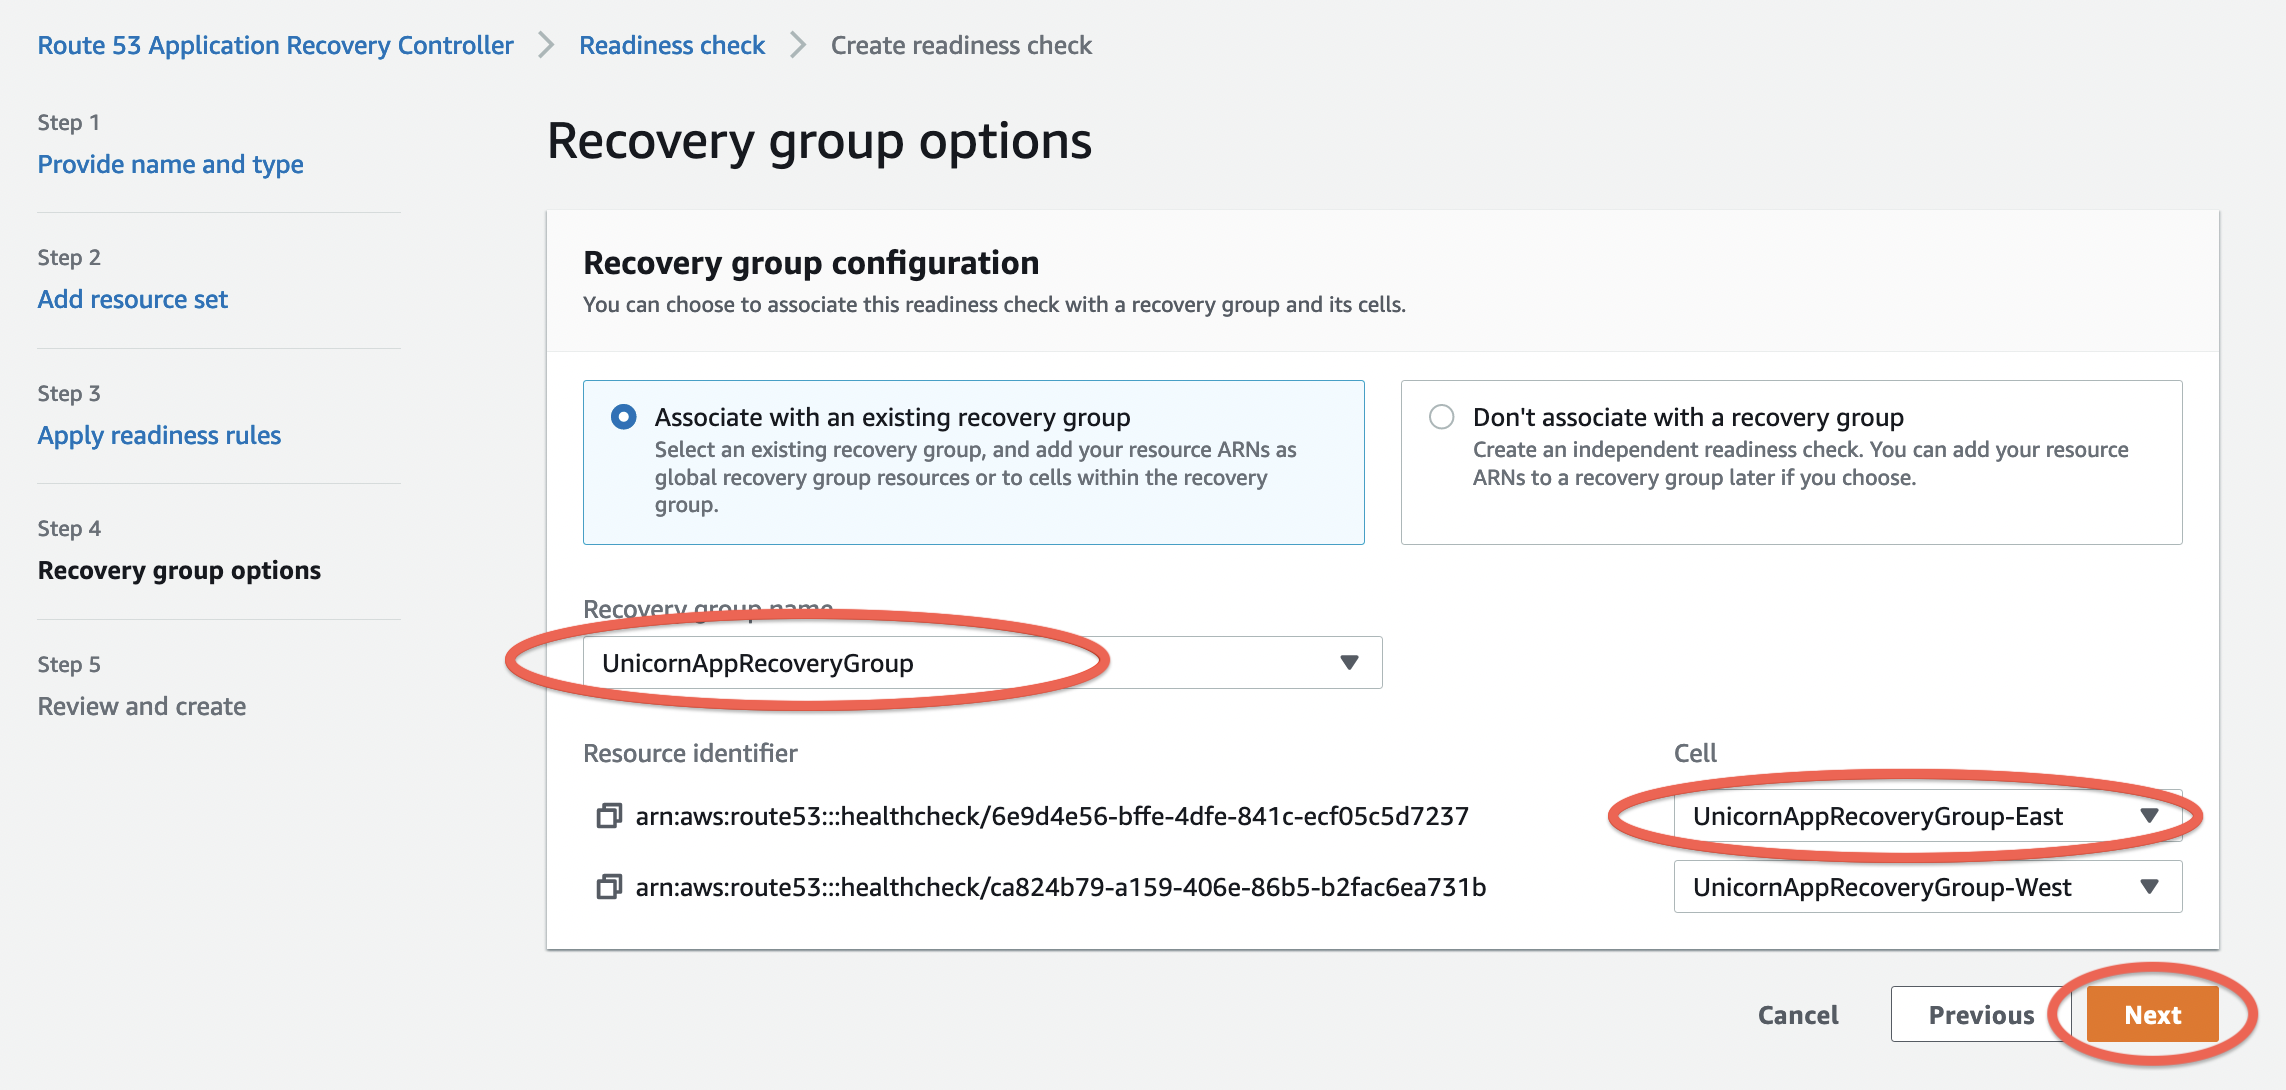 Route 53 Application Recovery Controller > Readiness check > Create readiness check
Step 1
Provide name and type
Step 2
Add resource set
Step 3
Apply readiness rules
Step 4
Recovery group options
Step 5
Review and create
Recovery group options
Recovery group configuration
You can choose to associate this readiness check with a recovery group and its cells.
Associate with an existing recovery group
Select an existing recovery group, and add your resource ARNs as
global recovery group resources or to cells within the recovery
group.
Don't associate with a recovery group
Create an independent readiness check. You can add your resource
ARNs to a recovery group later if you choose.
Recovery group name
UnicornAppRecoveryGroup
Resource identifier
Cell
arn:aws:route53:::healthcheck/6e9d4e56-bffe-4dfe-841c-ecf05c5d7237
UnicornAppRecoveryGroup-East
arn:aws:route53:::healthcheck/ca824b79-a159-406e-86b5-b2fac6ea731b
UnicornAppRecoveryGroup-West
Cancel
Previous
Next